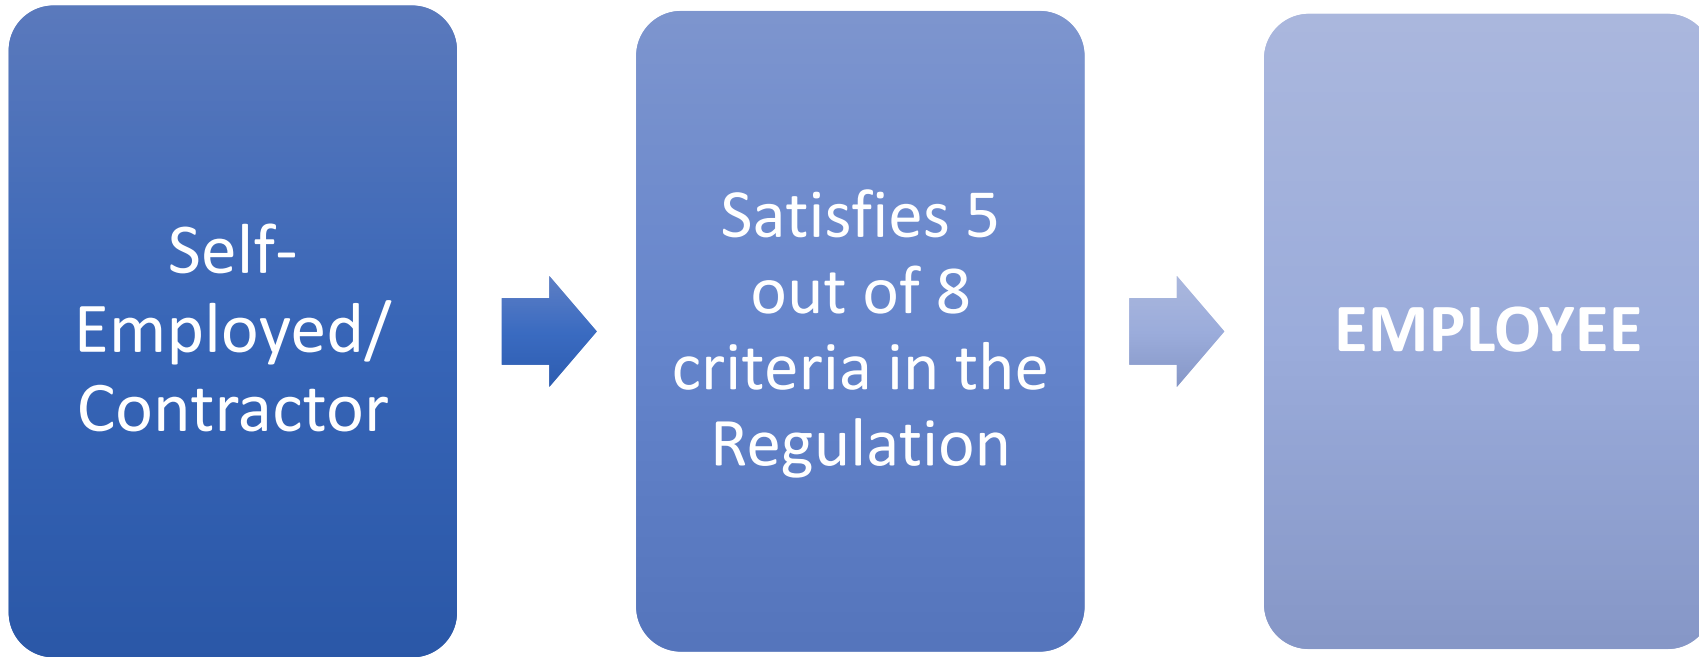 Self-
Employed/
Contractor
Satisfies 5
out of 8
criteria in the
Regulation
EMPLOYEE